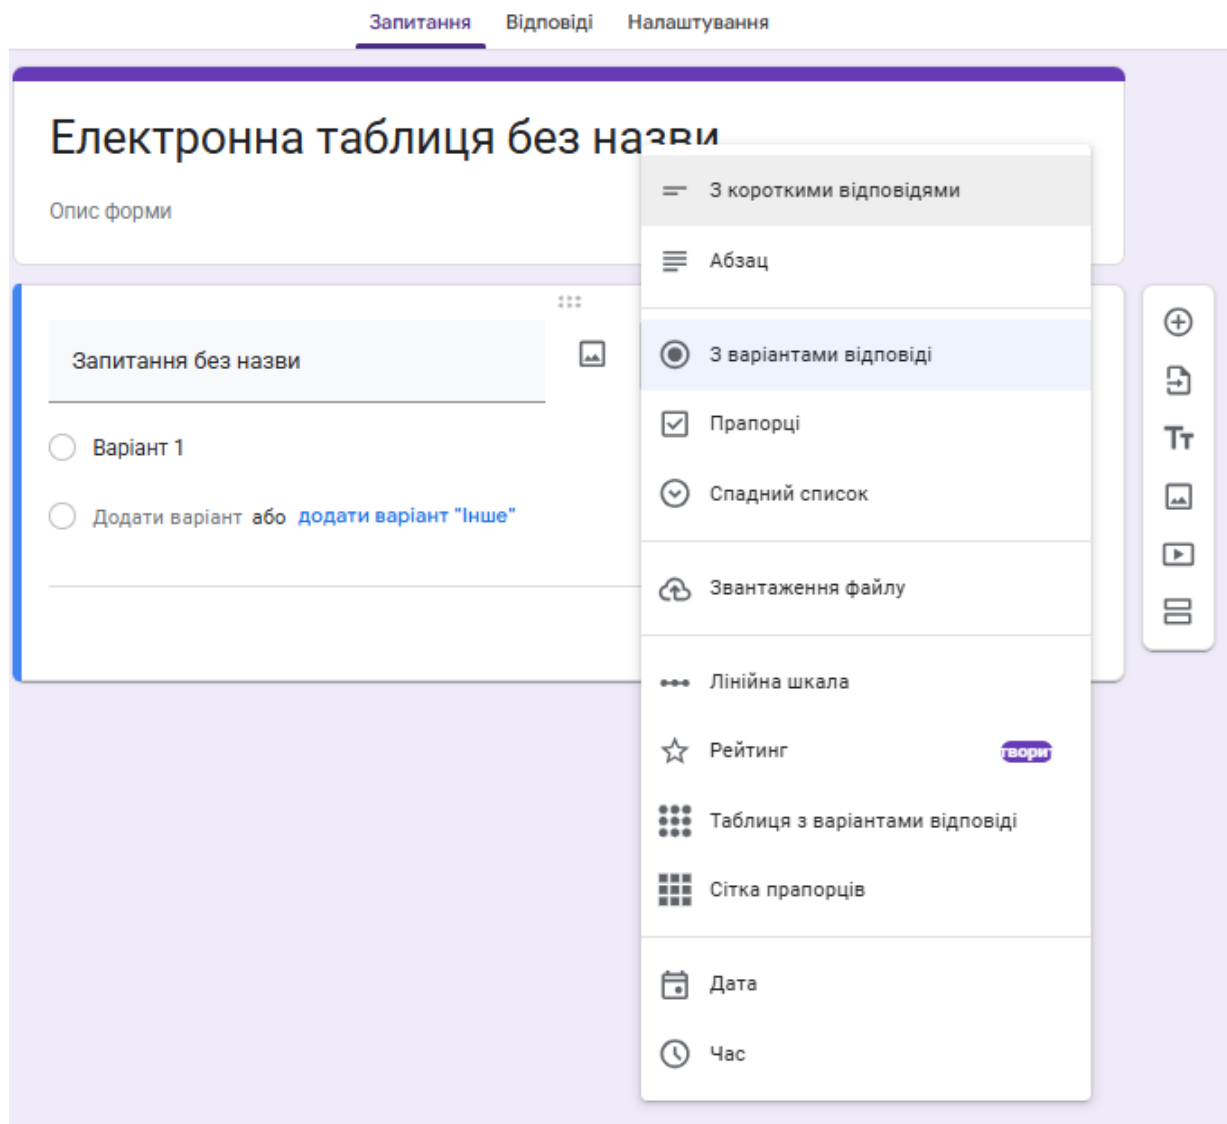 Запитання Відповіді Налаштування
Електронна таблиця без назви
Опис форми
Запитання без назви
Варіант 1
Додати варіант або додати варіант "Інше"
З короткими відповідями
Абзац
З варіантами відповіді
Прапорці
Спадний список
Звантаження файлу
Лінійна шкала
Рейтинг
Таблиця з варіантами відповіді
Сітка прапорців
Дата
Час